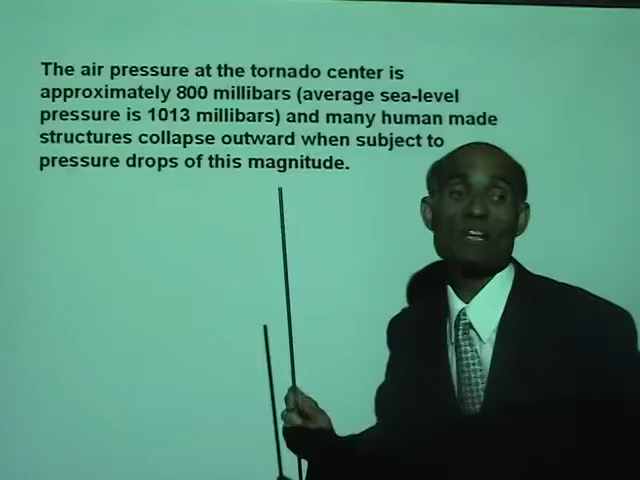 The air pressure at the tornado center is
approximately 800 millibars (average sea-level
pressure is 1013 millibars) and many human made
structures collapse outward when subject to
pressure drops of this magnitude.